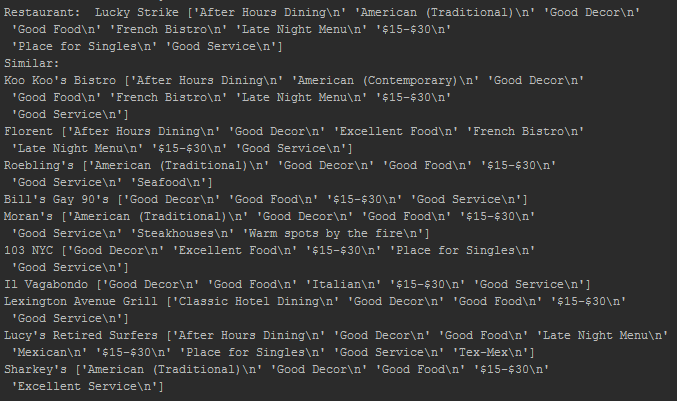 Restaurant:  Lucky Strike ['After Hours Dining\n' 'American (Traditional)\n' 'Good Decor\n'
 'Good Food\n' 'French Bistro\n' 'Late Night Menu\n' '$15-$30\n'
 'Place for Singles\n' 'Good Service\n']
Similar:
Koo Koo's Bistro ['After Hours Dining\n' 'American (Contemporary)\n' 'Good Decor\n'
 'Good Food\n' 'French Bistro\n' 'Late Night Menu\n' '$15-$30\n'
 'Good Service\n']
Florent ['After Hours Dining\n' 'Good Decor\n' 'Excellent Food\n' 'French Bistro\n'
 'Late Night Menu\n' '$15-$30\n' 'Good Service\n']
Roebling's ['American (Traditional)\n' 'Good Decor\n' 'Good Food\n' '$15-$30\n'
 'Good Service\n' 'Seafood\n']
Bill's Gay 90's ['Good Decor\n' 'Good Food\n' '$15-$30\n' 'Good Service\n']
Moran's ['American (Traditional)\n' 'Good Decor\n' 'Good Food\n' '$15-$30\n'
 'Good Service\n' 'Steakhouses\n' 'Warm spots by the fire\n']
103 NYC ['Good Decor\n' 'Excellent Food\n' '$15-$30\n' 'Place for Singles\n'
 'Good Service\n']
Il Vagabondo ['Good Decor\n' 'Good Food\n' 'Italian\n' '$15-$30\n' 'Good Service\n']
Lexington Avenue Grill ['Classic Hotel Dining\n' 'Good Decor\n' 'Good Food\n' '$15-$30\n'
 'Good Service\n']
Lucy's Retired Surfers ['After Hours Dining\n' 'Good Decor\n' 'Good Food\n' 'Late Night Menu\n'
 'Mexican\n' '$15-$30\n' 'Place for Singles\n' 'Good Service\n' 'Tex-Mex\n']
Sharkey's ['American (Traditional)\n' 'Good Decor\n' 'Good Food\n' '$15-$30\n'
 'Excellent Service\n']